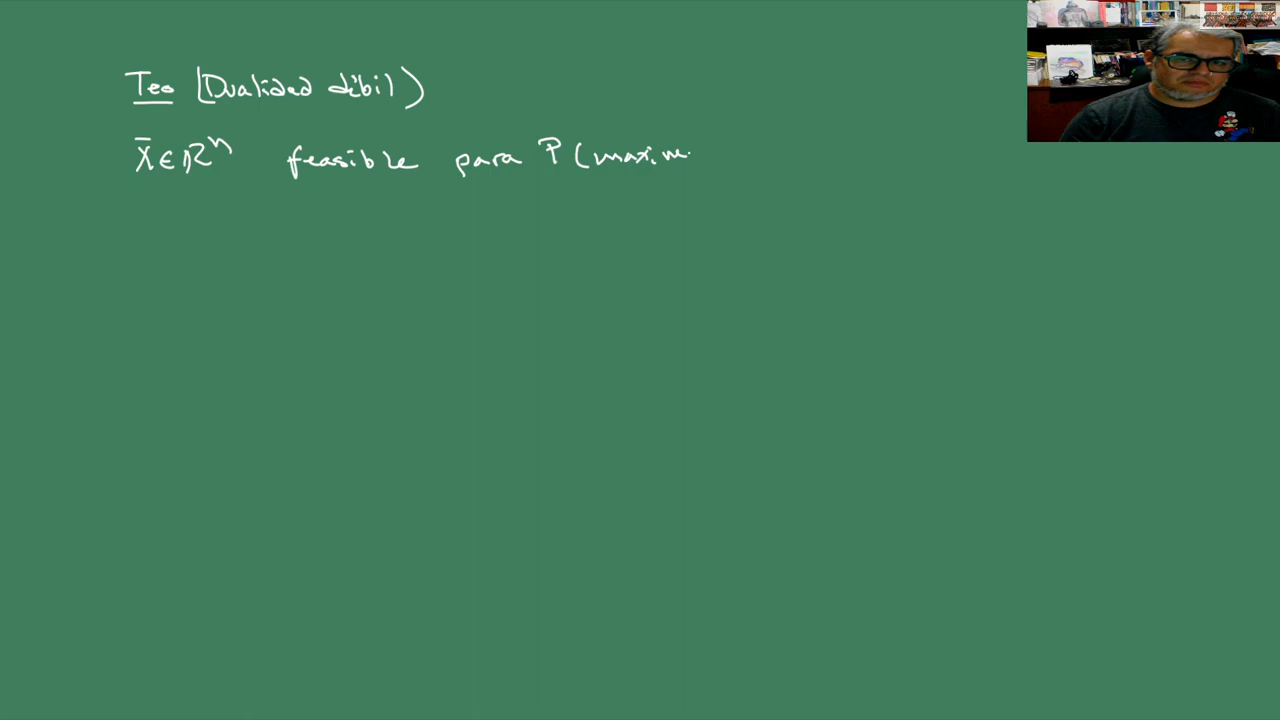 Teo (Dualidad débil)
x̄ ∈ ℝⁿ feasible para P (maxim